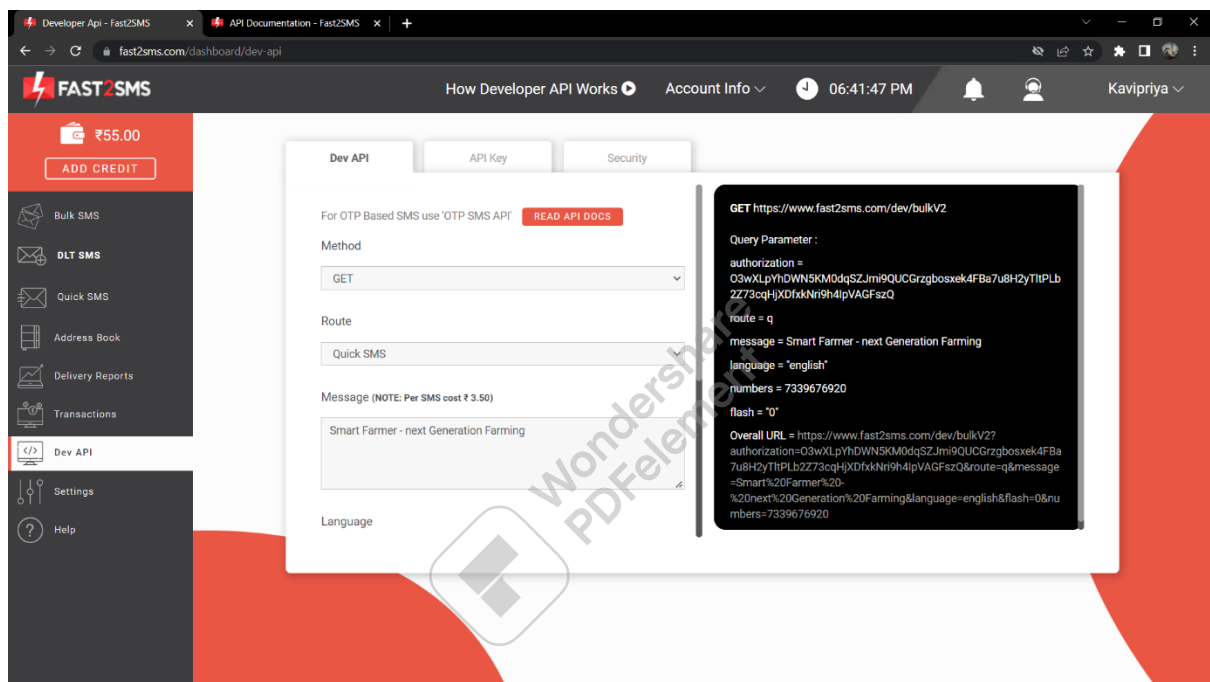 Developer Api - Fast2SMS
API Documentation - Fast2SMS
fast2sms.com/dashboard/dev-api
FAST2SMS
How Developer API Works
Account Info
06:41:47 PM
Kavipriya
₹55.00
ADD CREDIT
Bulk SMS
DLT SMS
Quick SMS
Address Book
Delivery Reports
Transactions
Dev API
Settings
Help
Dev API
API Key
Security
For OTP Based SMS use 'OTP SMS API'
READ API DOCS
Method
GET
Route
Quick SMS
Message (NOTE: Per SMS cost ₹ 3.50)
Smart Farmer - next Generation Farming
Language
GET https://www.fast2sms.com/dev/bulkV2
Query Parameter :
authorization =
O3wXLpYhDWN5KM0dqSZJmi9QUCGrzgbosxek4FBa7u8H2yTltPLb
2Z73cqHjXDfxkNri9h4IpVAGFszQ
route = q
message = Smart Farmer - next Generation Farming
language = "english"
numbers = 7339676920
flash = "0"
Overall URL = https://www.fast2sms.com/dev/bulkV2?
authorization=O3wXLpYhDWN5KM0dqSZJmi9QUCGrzgbosxek4FBa
7u8H2yTltPLb2Z73cqHjXDfxkNri9h4IpVAGFszQ&route=q&message
=Smart%20Farmer%20-
%20next%20Generation%20Farming&language=english&flash=0&nu
mbers=7339676920
Wondershare
PDFelement